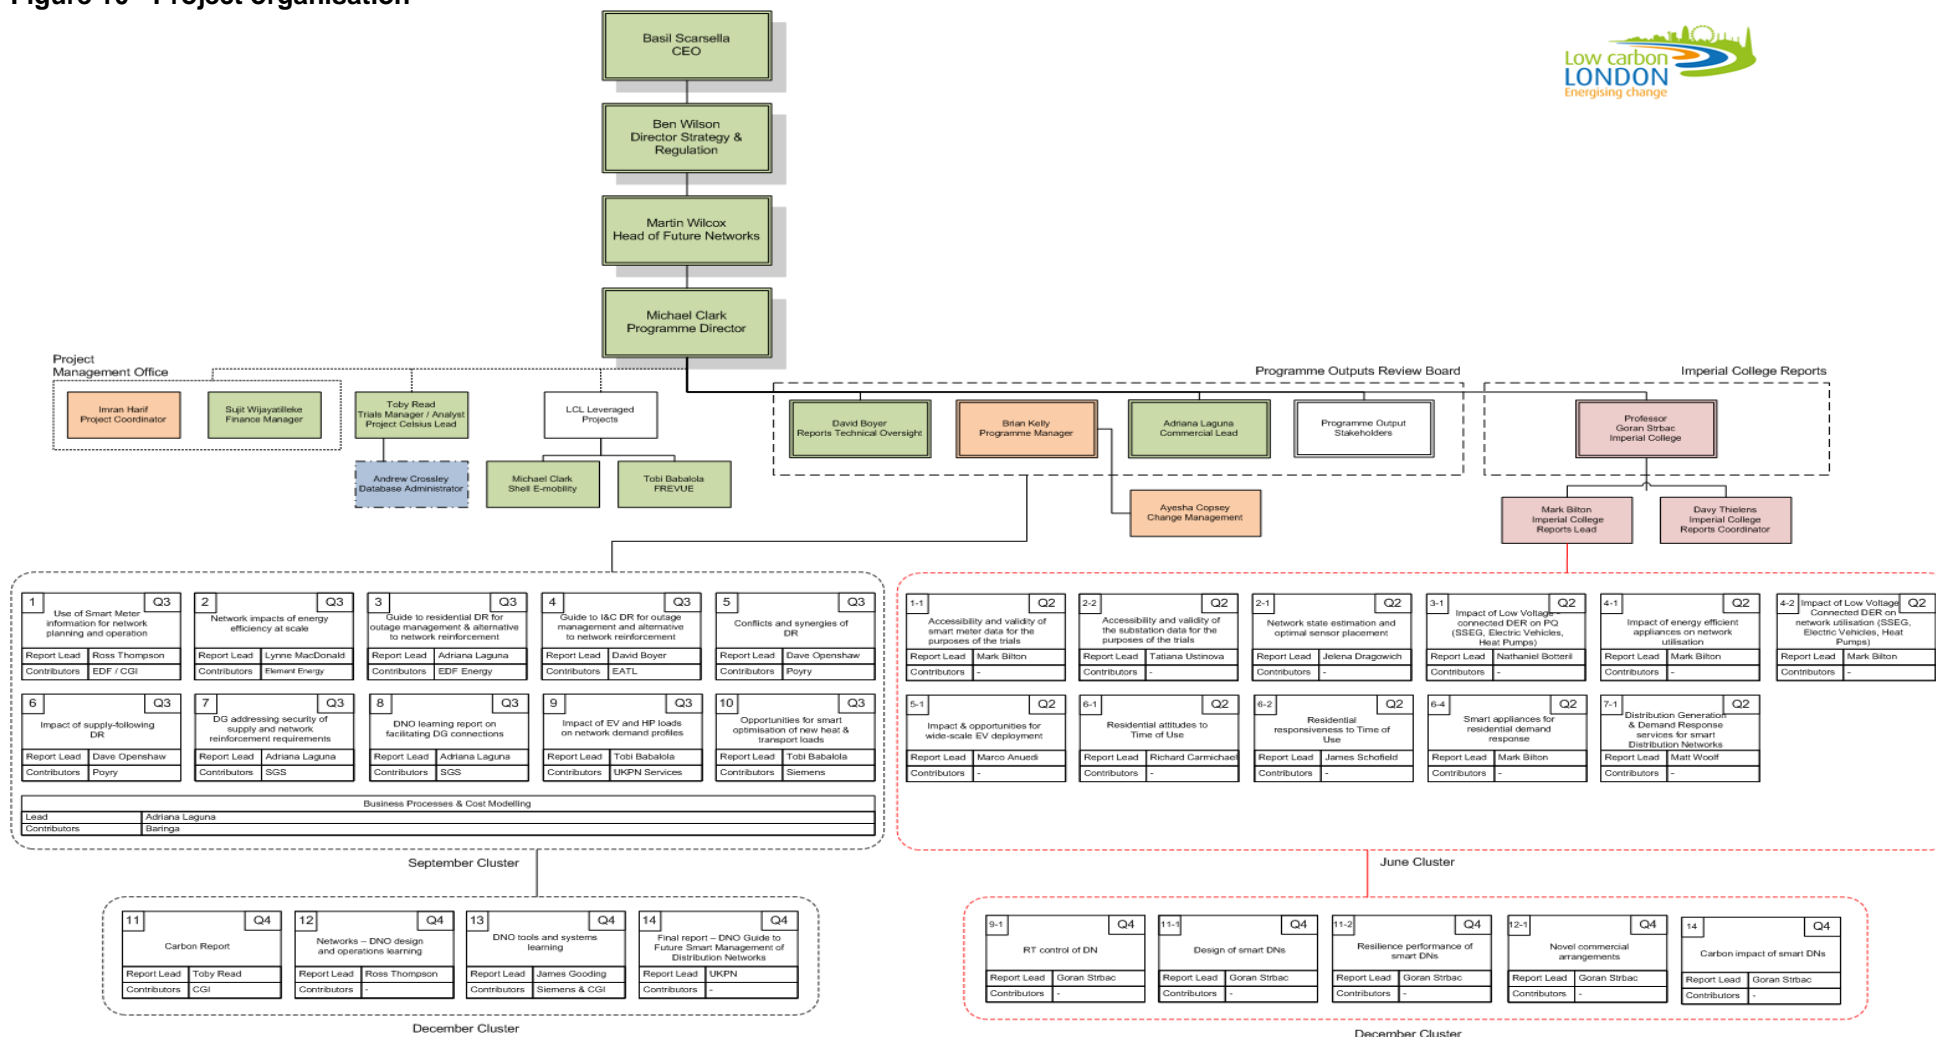 Figure 10 - Project organisation
Basil Scarsella
CEO
Low carbon
LONDON
Energising change
Ben Wilson
Director Strategy &
Regulation
Martin Wilcox
Head of Future Networks
Michael Clark
Programme Director
Project
Management Office
Programme Outputs Review Board
Imperial College Reports
Imran Harif
Project Coordinator
Sujit Wijayatilleke
Finance Manager
Toby Read
Trials Manager / Analyst
Project Celsius Lead
LCL Leveraged
Projects
David Boyer
Reports Technical Oversight
Brian Kelly
Programme Manager
Adriana Laguna
Commercial Lead
Programme Output
Stakeholders
Professor
Goran Strbac
Imperial College
Andrew Crossley
Database Administrator
Michael Clark
Shell E-mobility
Tobi Babalola
FREVUE
Ayesha Copsey
Change Management
Mark Bilton
Imperial College
Reports Lead
Davy Thielens
Imperial College
Reports Coordinator
1
Q3
Use of Smart Meter
information for network
planning and operation
Report Lead Ross Thompson
Contributors EDF / CGI
2
Q3
Network impacts of energy
efficiency at scale
Report Lead Lynne MacDonald
Contributors Element Energy
3
Q3
Guide to residential DR for
outage management & alternative
to network reinforcement
Report Lead Adriana Laguna
Contributors EDF Energy
4
Q3
Guide to I&C DR for outage
management and alternative
to network reinforcement
Report Lead David Boyer
Contributors EATL
5
Q3
Conflicts and synergies of
DR
Report Lead Dave Openshaw
Contributors Poyry
6
Q3
Impact of supply-following
DR
Report Lead Dave Openshaw
Contributors Poyry
7
Q3
DG addressing security of
supply and network
reinforcement requirements
Report Lead Adriana Laguna
Contributors SGS
8
Q3
DNO learning report on
facilitating DG connections
Report Lead Adriana Laguna
Contributors SGS
9
Q3
Impact of EV and HP loads
on network demand profiles
Report Lead Tobi Babalola
Contributors UKPN Services
10
Q3
Opportunities for smart
optimisation of new heat &
transport loads
Report Lead Tobi Babalola
Contributors Siemens
Business Processes & Cost Modelling
Lead Adriana Laguna
Contributors Baringa
September Cluster
1-1
Q2
Accessibility and validity of
smart meter data for the
purposes of the trials
Report Lead Mark Bilton
Contributors -
2-2
Q2
Accessibility and validity of
the substation data for the
purposes of the trials
Report Lead Tatiana Ustinova
Contributors -
2-1
Q2
Network state estimation and
optimal sensor placement
Report Lead Jelena Dragowich
Contributors -
3-1
Q2
Impact of Low Voltage -
connected DER on PQ
(SSEG, Electric Vehicles,
Heat Pumps)
Report Lead Nathaniel Botteril
Contributors -
4-1
Q2
Impact of energy efficient
appliances on network
utilisation
Report Lead Mark Bilton
Contributors -
4-2
Q2
Impact of Low Voltage
Connected DER on
network utilisation (SSEG,
Electric Vehicles, Heat
Pumps)
Report Lead Mark Bilton
Contributors -
5-1
Q2
Impact & opportunities for
wide-scale EV deployment
Report Lead Marco Anuedi
Contributors -
6-1
Q2
Residential attitudes to
Time of Use
Report Lead Richard Carmichael
Contributors -
6-2
Q2
Residential
responsiveness to Time of
Use
Report Lead James Schofield
Contributors -
6-4
Q2
Smart appliances for
residential demand
response
Report Lead Mark Bilton
Contributors -
7-1
Q2
Distribution Generation
& Demand Response
services for smart
Distribution Networks
Report Lead Matt Woolf
Contributors -
June Cluster
11
Q4
Carbon Report
Report Lead Toby Read
Contributors CGI
12
Q4
Networks – DNO design
and operations learning
Report Lead Ross Thompson
Contributors -
13
Q4
DNO tools and systems
learning
Report Lead James Gooding
Contributors Siemens & CGI
14
Q4
Final report – DNO Guide to
Future Smart Management of
Distribution Networks
Report Lead UKPN
Contributors -
December Cluster
9-1
Q4
RT control of DN
Report Lead Goran Strbac
Contributors -
11-1
Q4
Design of smart DNs
Report Lead Goran Strbac
Contributors -
11-2
Q4
Resilience performance of
smart DNs
Report Lead Goran Strbac
Contributors -
12-1
Q4
Novel commercial
arrangements
Report Lead Goran Strbac
Contributors -
14
Q4
Carbon impact of smart DNs
Report Lead Goran Strbac
Contributors -
December Cluster